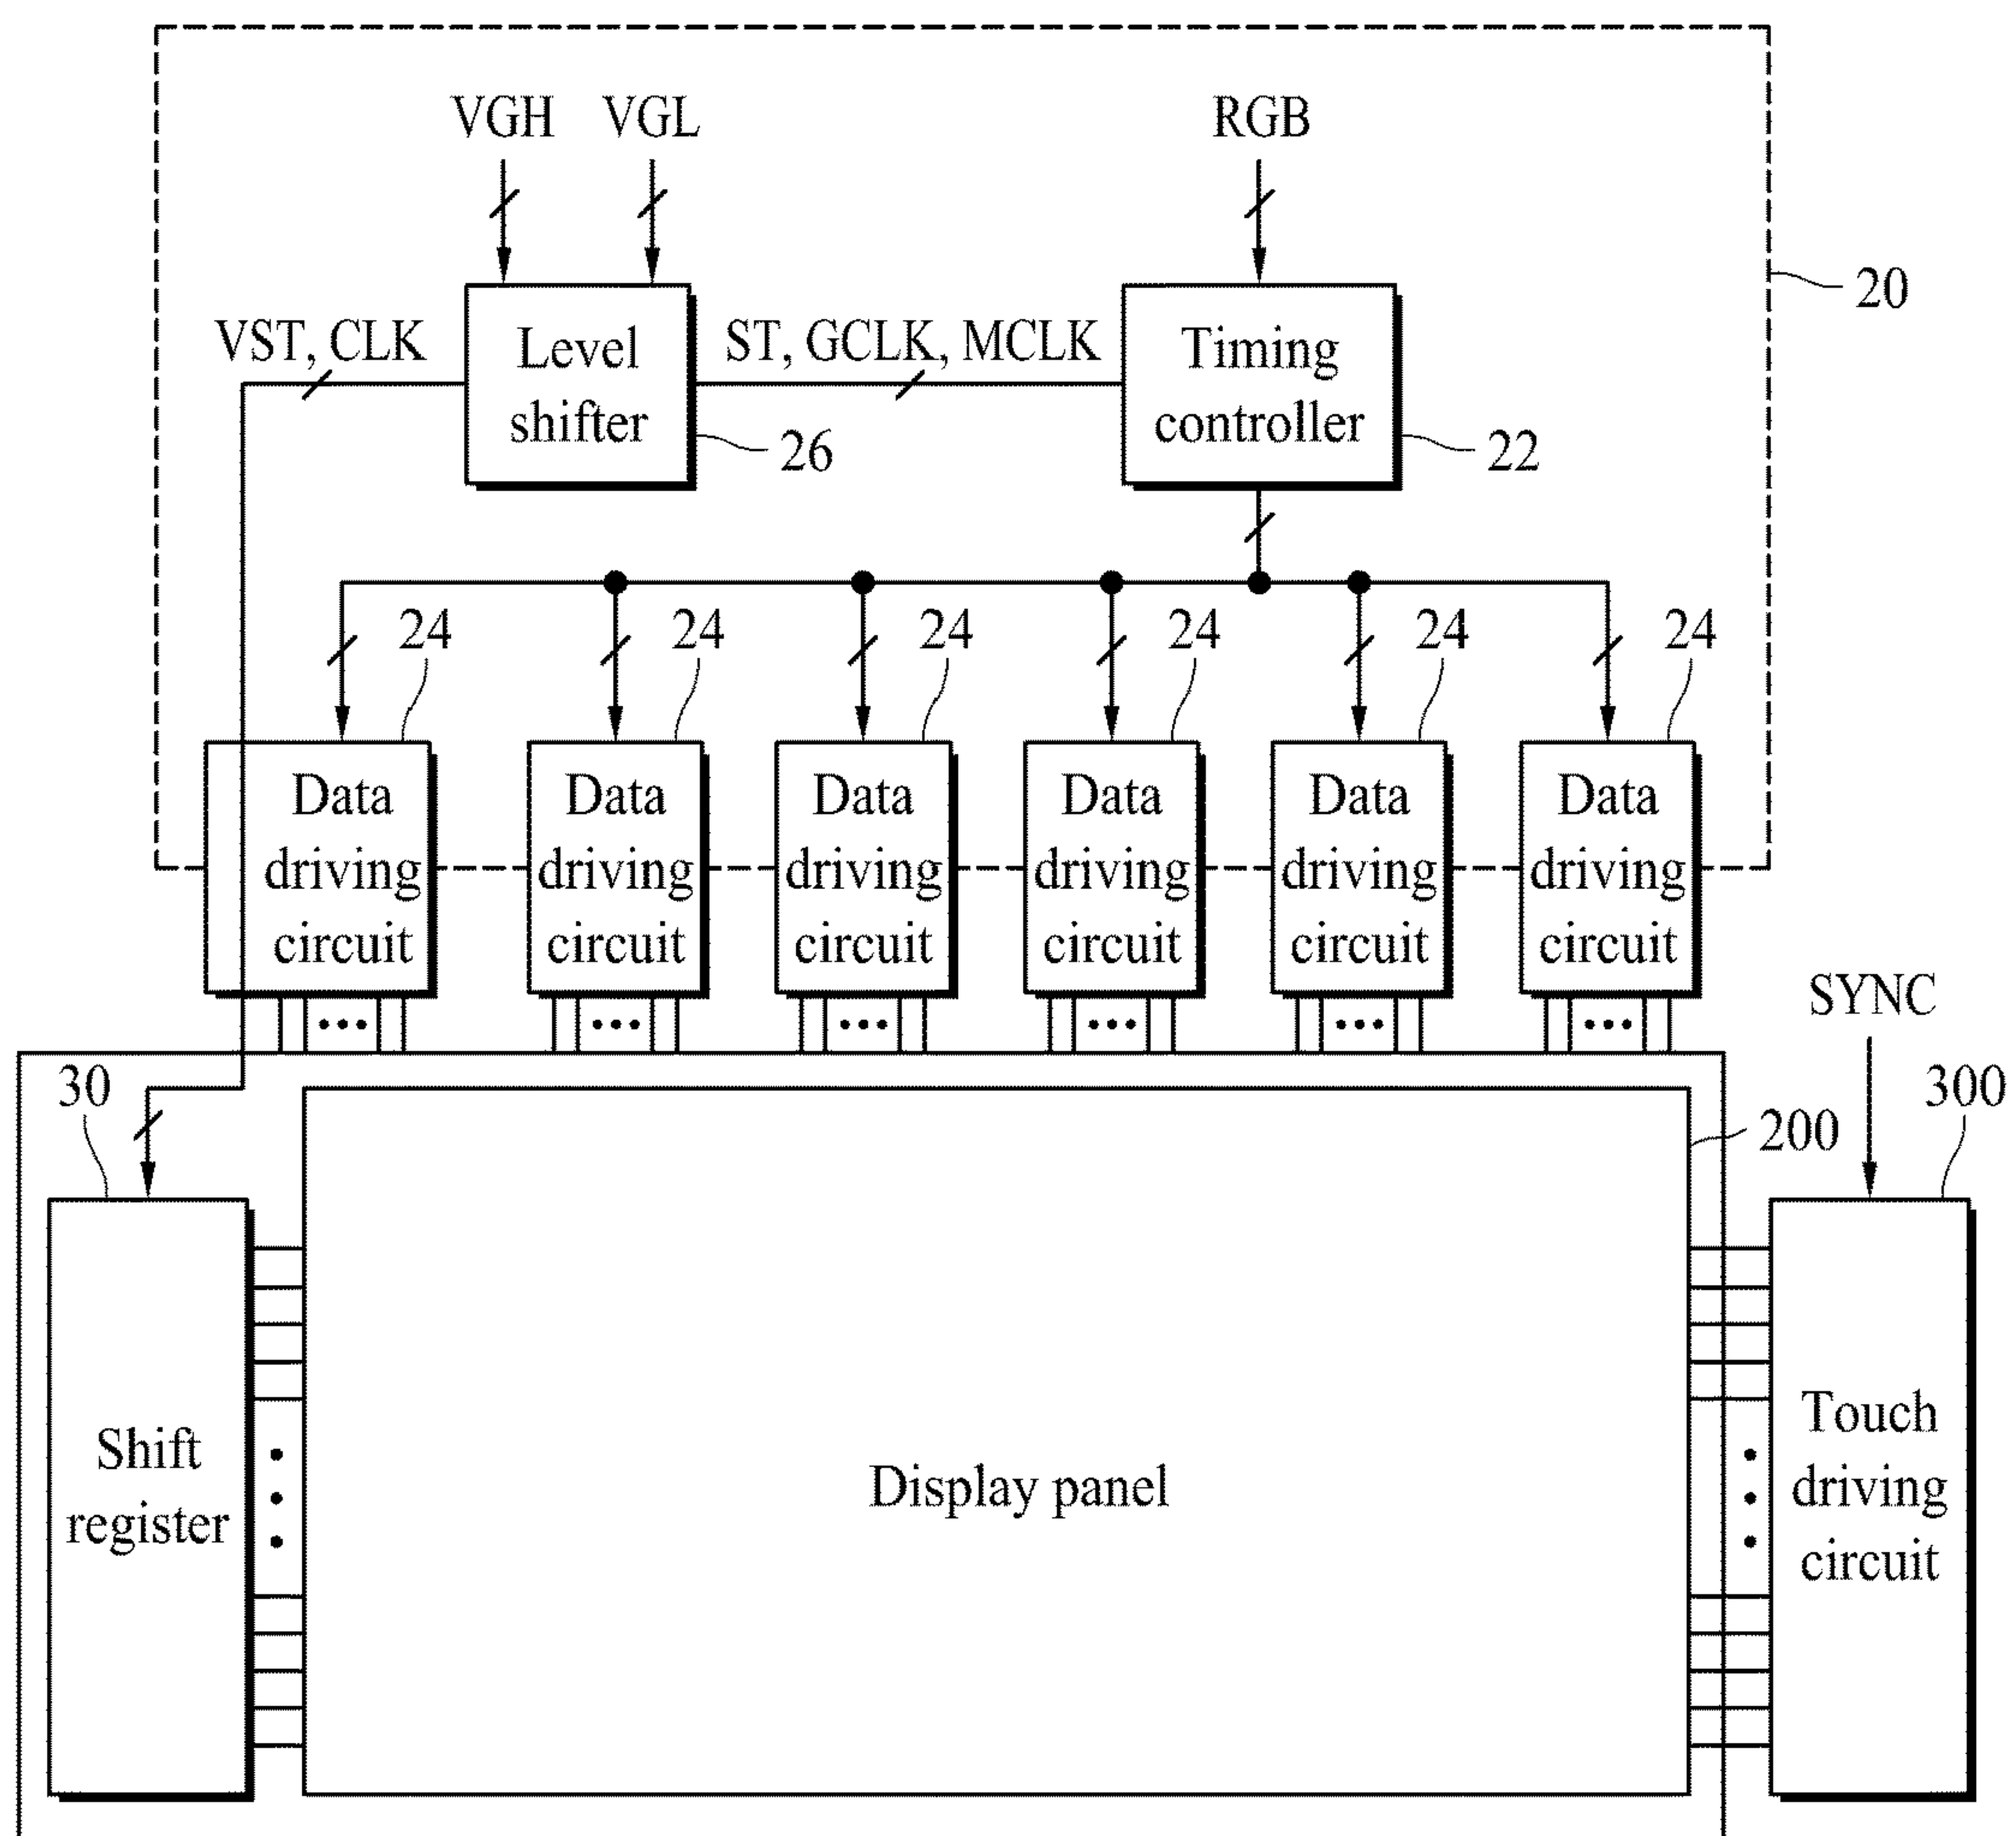 VGH VGL RGB
20
VST, CLK
Level
shifter
ST, GCLK, MCLK
Timing
controller
26
22
24 24 24 24 24 24
Data
driving
circuit
Data
driving
circuit
Data
driving
circuit
Data
driving
circuit
Data
driving
circuit
Data
driving
circuit
SYNC
30
200
300
Shift
register
Display panel
Touch
driving
circuit